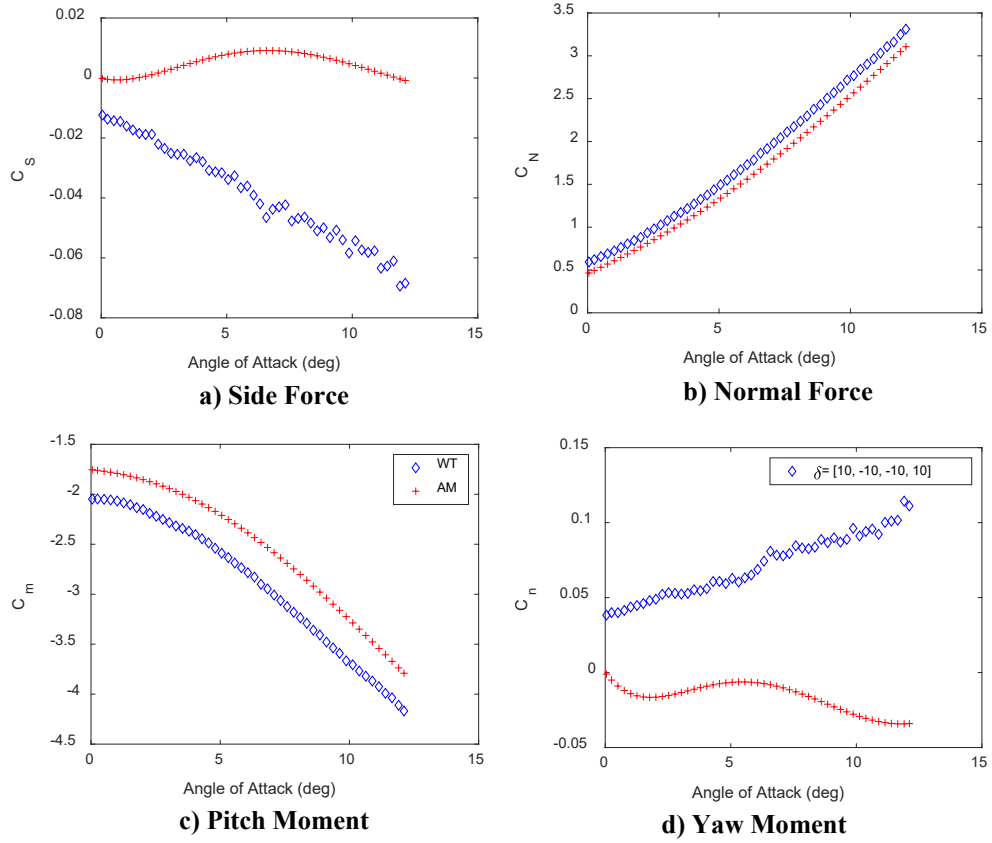 0.02
0
-0.02
-0.04
-0.06
-0.08
C S
0 5 10 15
Angle of Attack (deg)
a) Side Force
3.5
3
2.5
2
1.5
1
0.5
0
C N
0 5 10 15
Angle of Attack (deg)
b) Normal Force
-1.5
-2
-2.5
-3
-3.5
-4
-4.5
C m
WT
AM
0 5 10 15
Angle of Attack (deg)
c) Pitch Moment
0.15
0.1
0.05
0
-0.05
C n
δ= [10, -10, -10, 10]
0 5 10 15
Angle of Attack (deg)
d) Yaw Moment